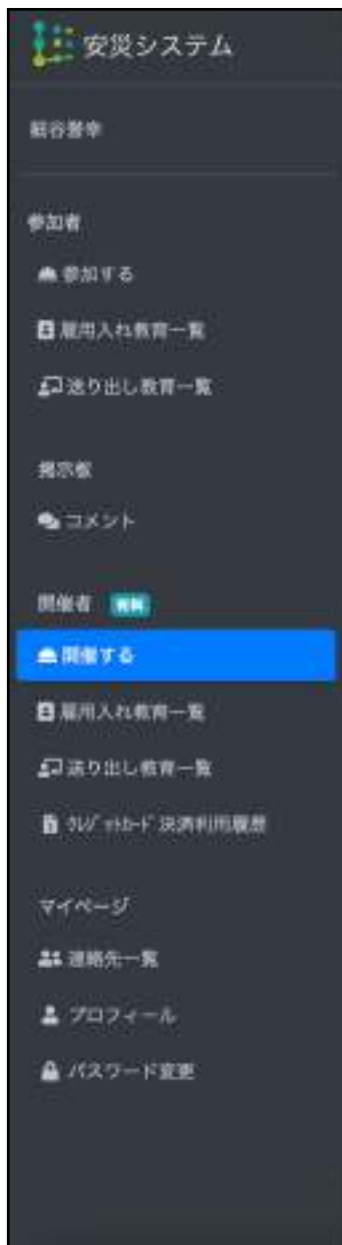 安災システム
参加者
参加する
雇用入れ教育一覧
送り出し教育一覧
掲示板
コメント
開催者 有料
開催する
雇用入れ教育一覧
送り出し教育一覧
ｸﾚｼﾞｯﾄｶｰﾄﾞ決済利用履歴
マイページ
連絡先一覧
プロフィール
パスワード変更